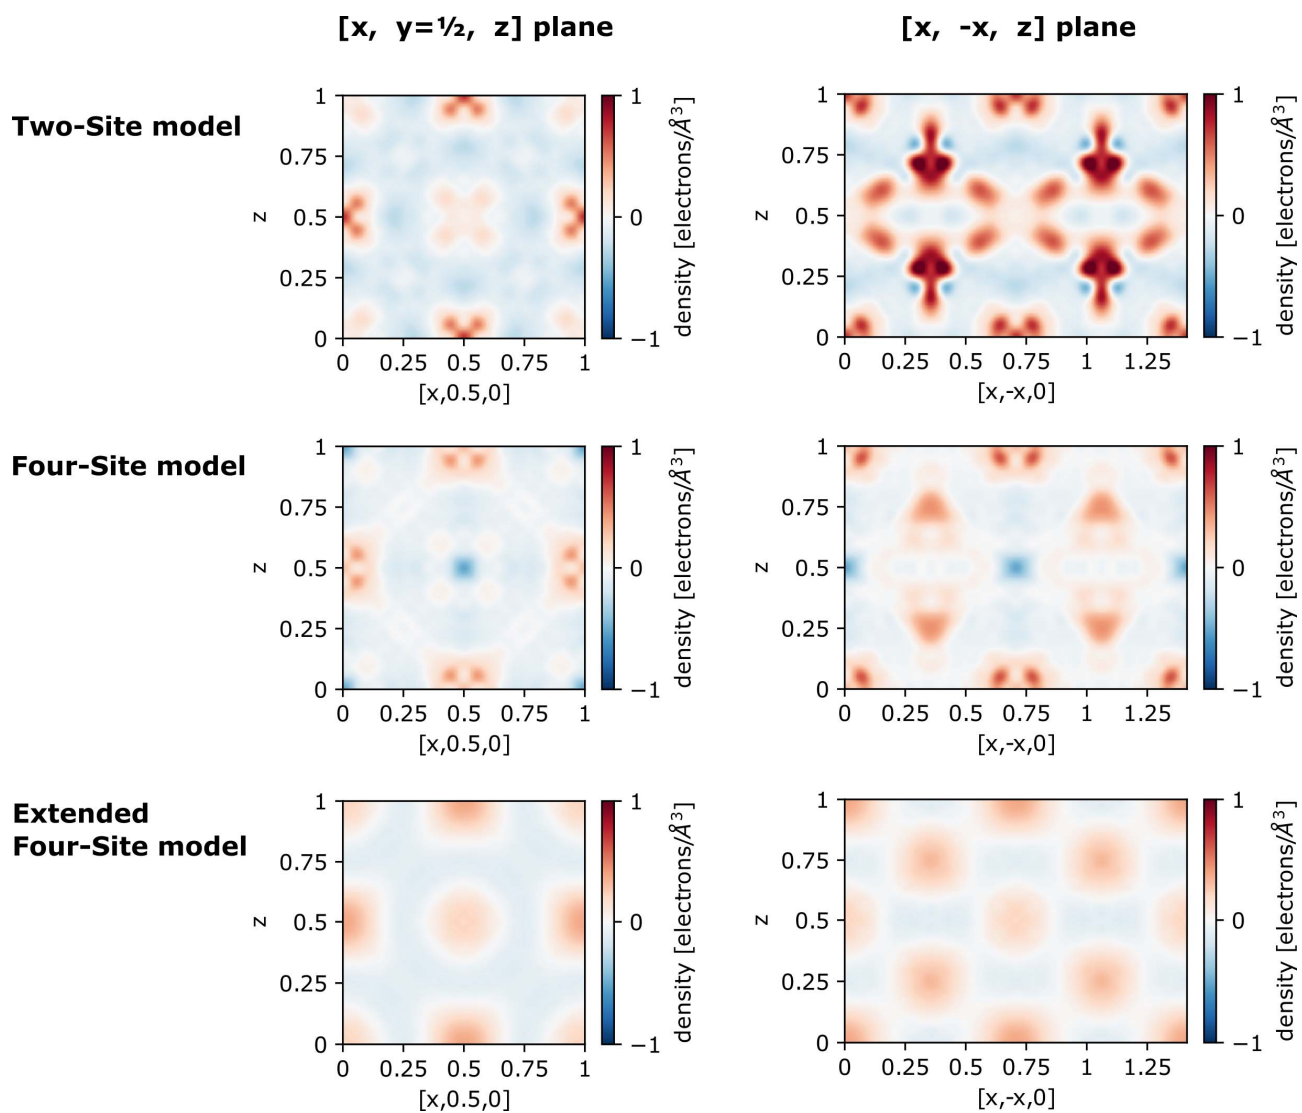 [x, y=½, z] plane
[x, -x, z] plane
Two-Site model
1
0.75
0.5
0.25
0
z
0 0.25 0.5 0.75 1
[x,0.5,0]
1
0
−1
density [electrons/Å³]
1
0.75
0.5
0.25
0
z
0 0.25 0.5 0.75 1 1.25
[x,-x,0]
1
0
−1
density [electrons/Å³]
Four-Site model
1
0.75
0.5
0.25
0
z
0 0.25 0.5 0.75 1
[x,0.5,0]
1
0
−1
density [electrons/Å³]
1
0.75
0.5
0.25
0
z
0 0.25 0.5 0.75 1 1.25
[x,-x,0]
1
0
−1
density [electrons/Å³]
Extended
Four-Site model
1
0.75
0.5
0.25
0
z
0 0.25 0.5 0.75 1
[x,0.5,0]
1
0
−1
density [electrons/Å³]
1
0.75
0.5
0.25
0
z
0 0.25 0.5 0.75 1 1.25
[x,-x,0]
1
0
−1
density [electrons/Å³]